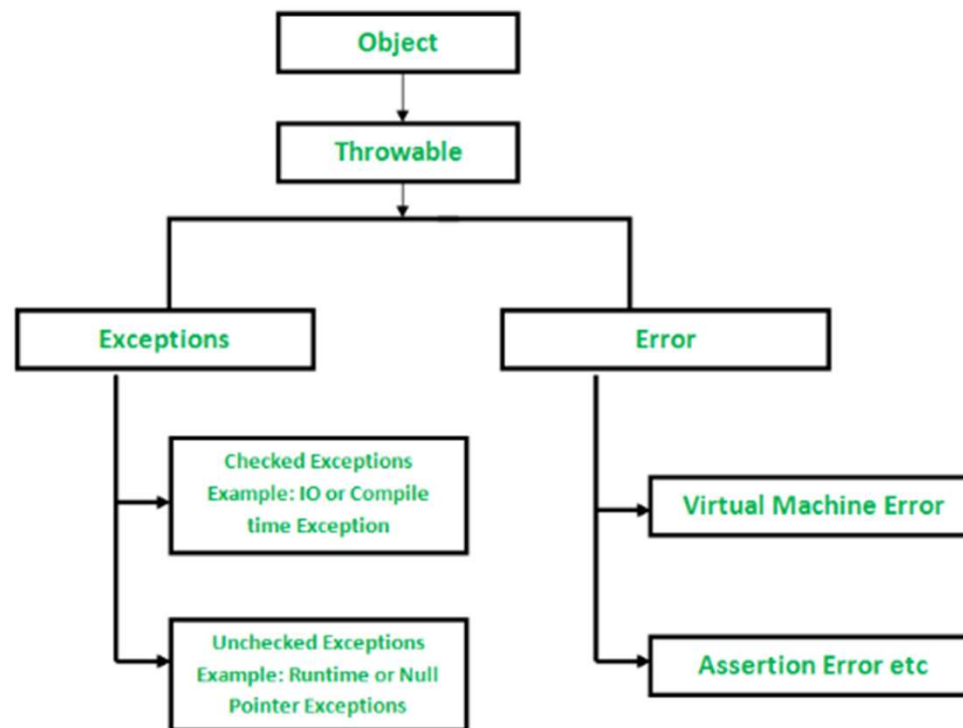 Object
Throwable
Exceptions
Error
Checked Exceptions
Example: IO or Compile
time Exception
Virtual Machine Error
Unchecked Exceptions
Example: Runtime or Null
Pointer Exceptions
Assertion Error etc